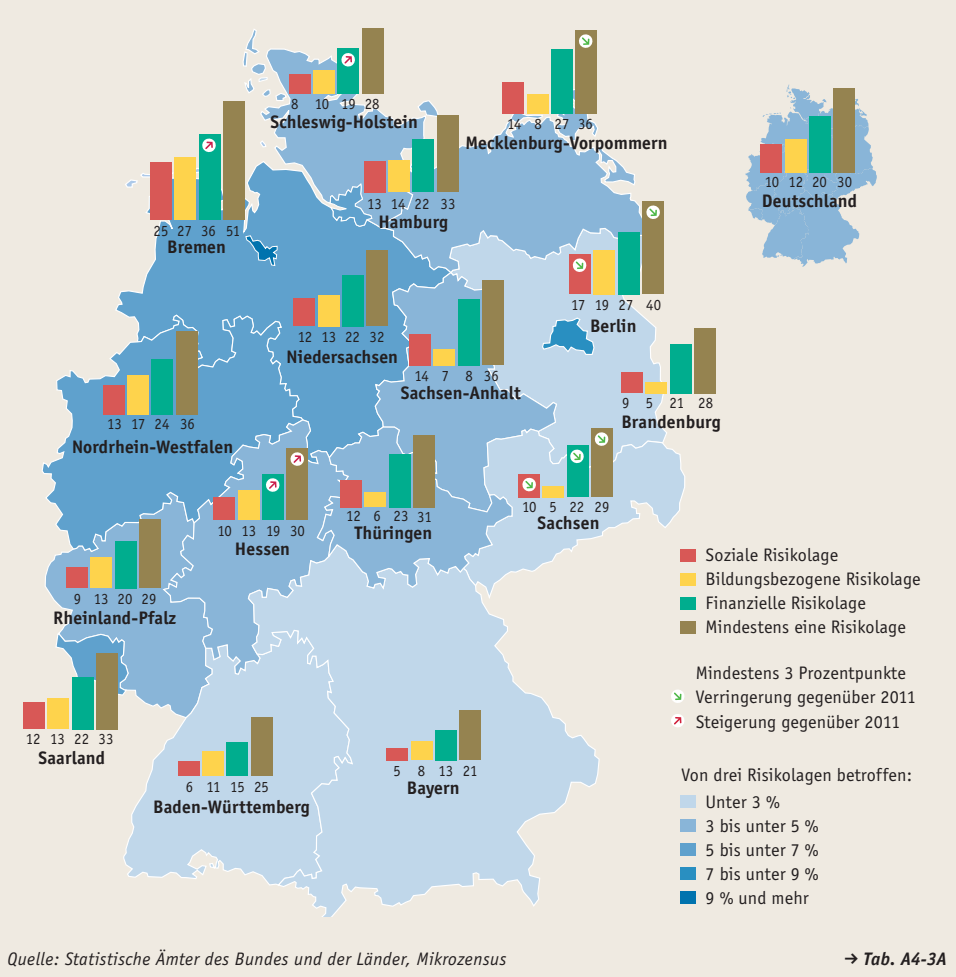 8 10 19 28
Schleswig-Holstein
14 8 27 36
Mecklenburg-Vorpommern
10 12 20 30
Deutschland
25 27 36 51
Bremen
13 14 22 33
Hamburg
17 19 27 40
Berlin
12 13 22 32
Niedersachsen
14 7 8 36
Sachsen-Anhalt
9 5 21 28
Brandenburg
13 17 24 36
Nordrhein-Westfalen
10 13 19 30
Hessen
12 6 23 31
Thüringen
10 5 22 29
Sachsen
9 13 20 29
Rheinland-Pfalz
12 13 22 33
Saarland
6 11 15 25
Baden-Württemberg
5 8 13 21
Bayern
Soziale Risikolage
Bildungsbezogene Risikolage
Finanzielle Risikolage
Mindestens eine Risikolage
Mindestens 3 Prozentpunkte
Verringerung gegenüber 2011
Steigerung gegenüber 2011
Von drei Risikolagen betroffen:
Unter 3 %
3 bis unter 5 %
5 bis unter 7 %
7 bis unter 9 %
9 % und mehr
Quelle: Statistische Ämter des Bundes und der Länder, Mikrozensus
→ Tab. A4-3A